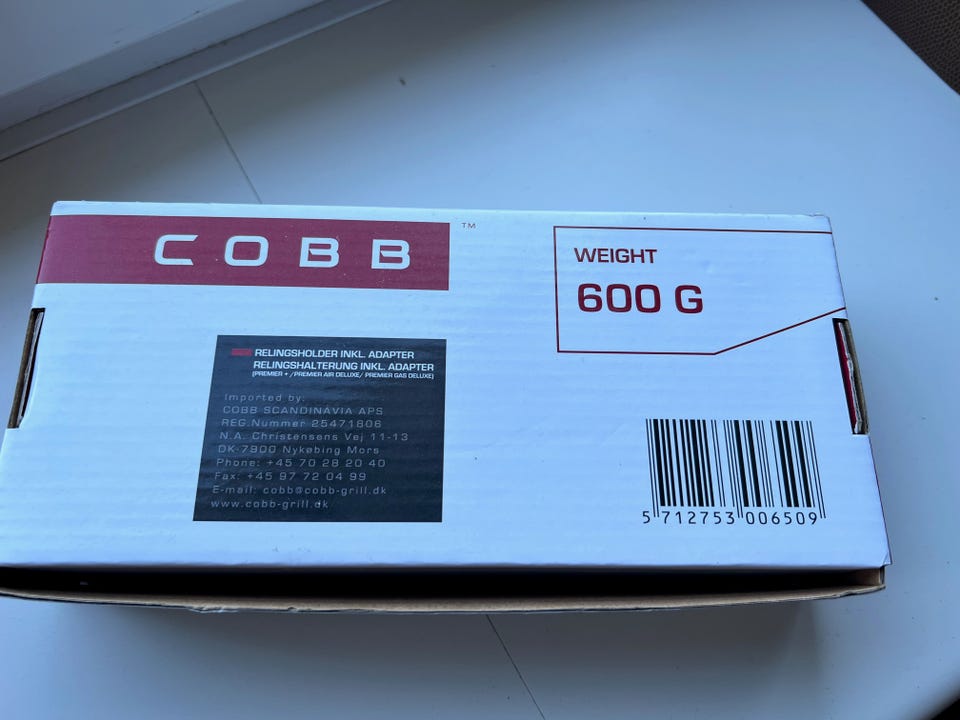 COBB™
WEIGHT
600 G
RELINGSHOLDER INKL. ADAPTER
RELINGSHALTERUNG INKL. ADAPTER
(PREMIER + /PREMIER AIR DELUXE/ PREMIER GAS DELUXE)
Imported by:
COBB SCANDINAVIA APS
REG.Nummer 25471806
N.A. Christensens Vej 11-13
DK-7900 Nykøbing Mors
Phone: +45 70 28 20 40
Fax: +45 97 72 04 99
E-mail: cobb@cobb-grill.dk
www.cobb-grill.dk
5 712753 006509